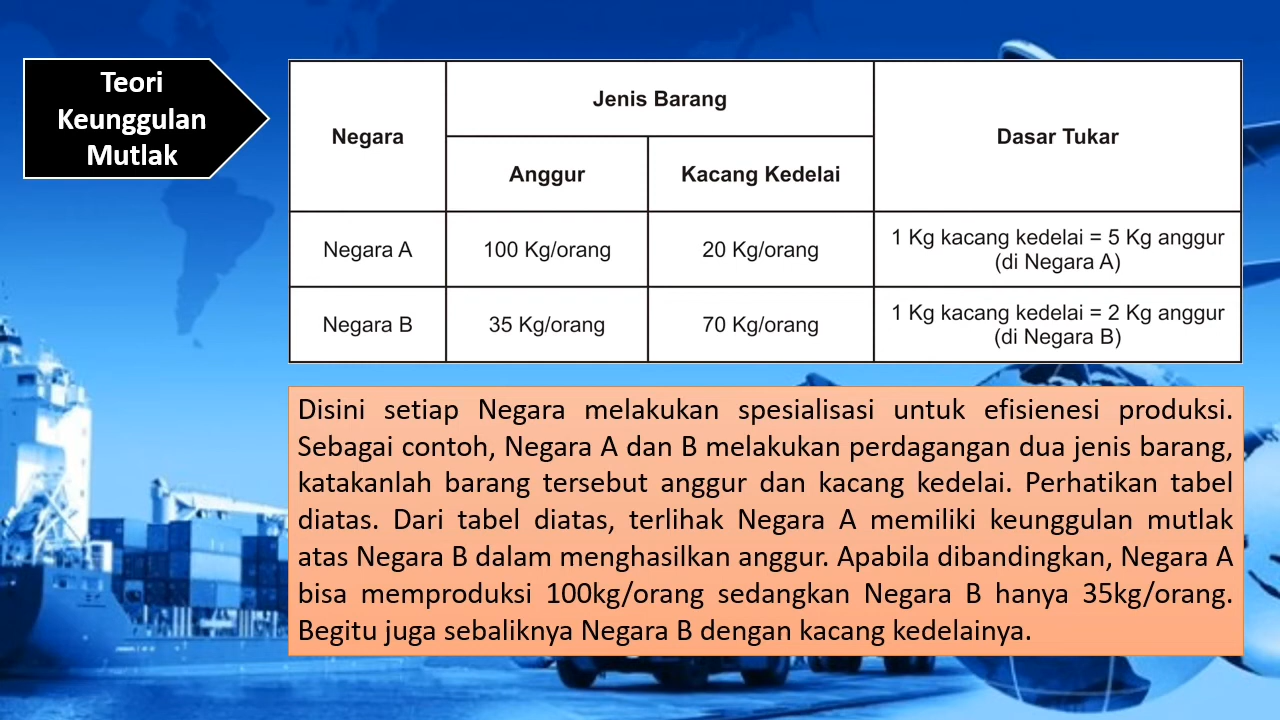 Teori
Keunggulan
Mutlak
Negara
Jenis Barang
Dasar Tukar
Anggur
Kacang Kedelai
Negara A
100 Kg/orang
20 Kg/orang
1 Kg kacang kedelai = 5 Kg anggur
(di Negara A)
Negara B
35 Kg/orang
70 Kg/orang
1 Kg kacang kedelai = 2 Kg anggur
(di Negara B)
Disini setiap Negara melakukan spesialisasi untuk efisienesi produksi.
Sebagai contoh, Negara A dan B melakukan perdagangan dua jenis barang,
katakanlah barang tersebut anggur dan kacang kedelai. Perhatikan tabel
diatas. Dari tabel diatas, terlihak Negara A memiliki keunggulan mutlak
atas Negara B dalam menghasilkan anggur. Apabila dibandingkan, Negara A
bisa memproduksi 100kg/orang sedangkan Negara B hanya 35kg/orang.
Begitu juga sebaliknya Negara B dengan kacang kedelainya.